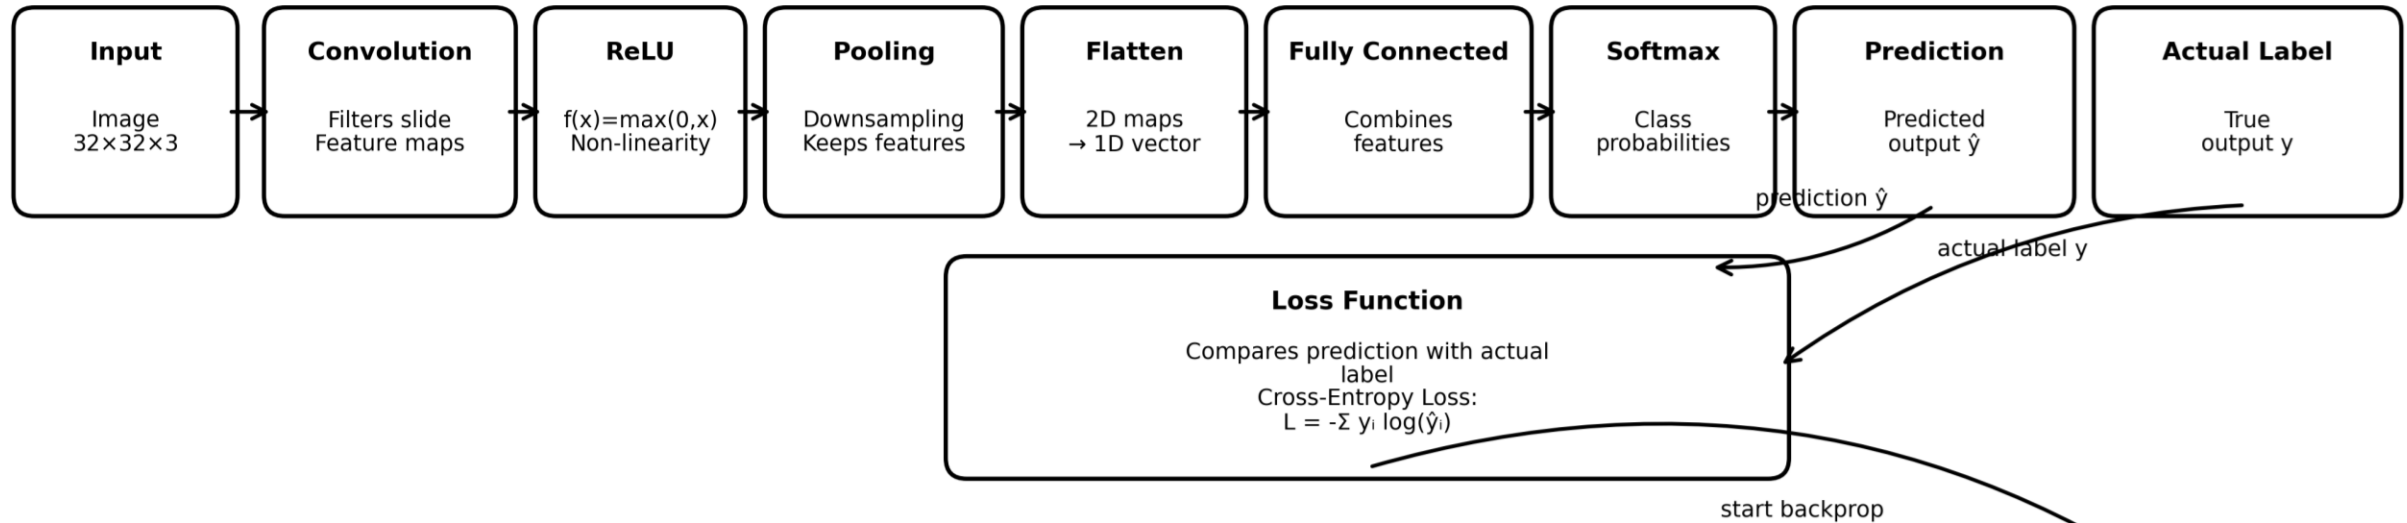 Input
Image
32×32×3
Convolution
Filters slide
Feature maps
ReLU
f(x)=max(0,x)
Non-linearity
Pooling
Downsampling
Keeps features
Flatten
2D maps
→ 1D vector
Fully Connected
Combines
features
Softmax
Class
probabilities
Prediction
Predicted
output ŷ
Actual Label
True
output y
prediction ŷ
actual label y
Loss Function
Compares prediction with actual
label
Cross-Entropy Loss:
L = -Σ yᵢ log(ŷᵢ)
start backprop